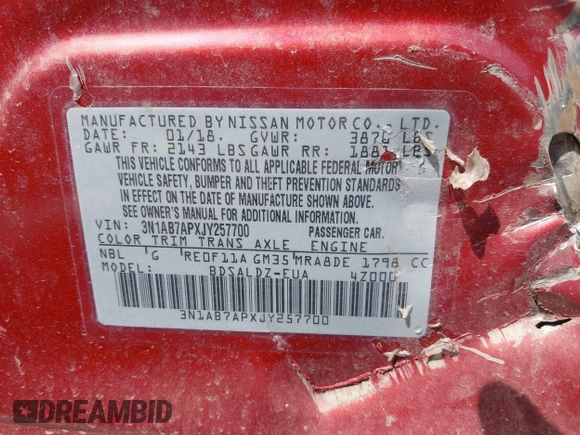 MANUFACTURED BY NISSAN MOTOR CO., LTD.
DATE: 01/18. GVWR: 3876 LBS
GAWR FR: 2143 LBS GAWR RR: 1881 LBS
THIS VEHICLE CONFORMS TO ALL APPLICABLE FEDERAL MOTOR
VEHICLE SAFETY, BUMPER AND THEFT PREVENTION STANDARDS
IN EFFECT ON THE DATE OF MANUFACTURE SHOWN ABOVE.
SEE OWNER'S MANUAL FOR ADDITIONAL INFORMATION.
VIN: 3N1AB7APXJY257700 PASSENGER CAR.
COLOR TRIM TRANS AXLE ENGINE
NBL G RE0F11A GM35 MRA8DE 1798 CC
MODEL: BDSALDZ-EUA 4Z000
3N1AB7APXJY257700
DREAMBID